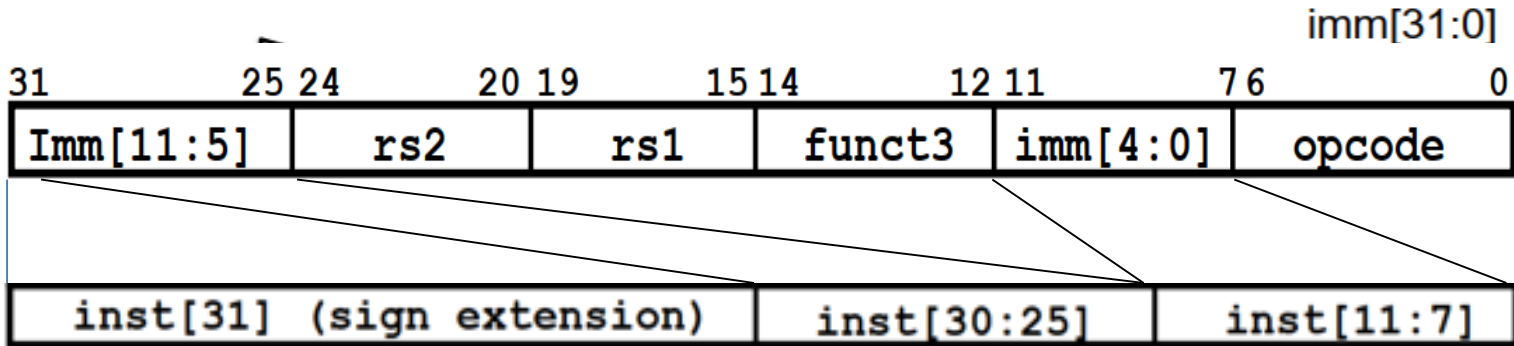 imm[31:0]
31 25 24 20 19 15 14 12 11 7 6 0
Imm[11:5] rs2 rs1 funct3 imm[4:0] opcode
inst[31] (sign extension) inst[30:25] inst[11:7]